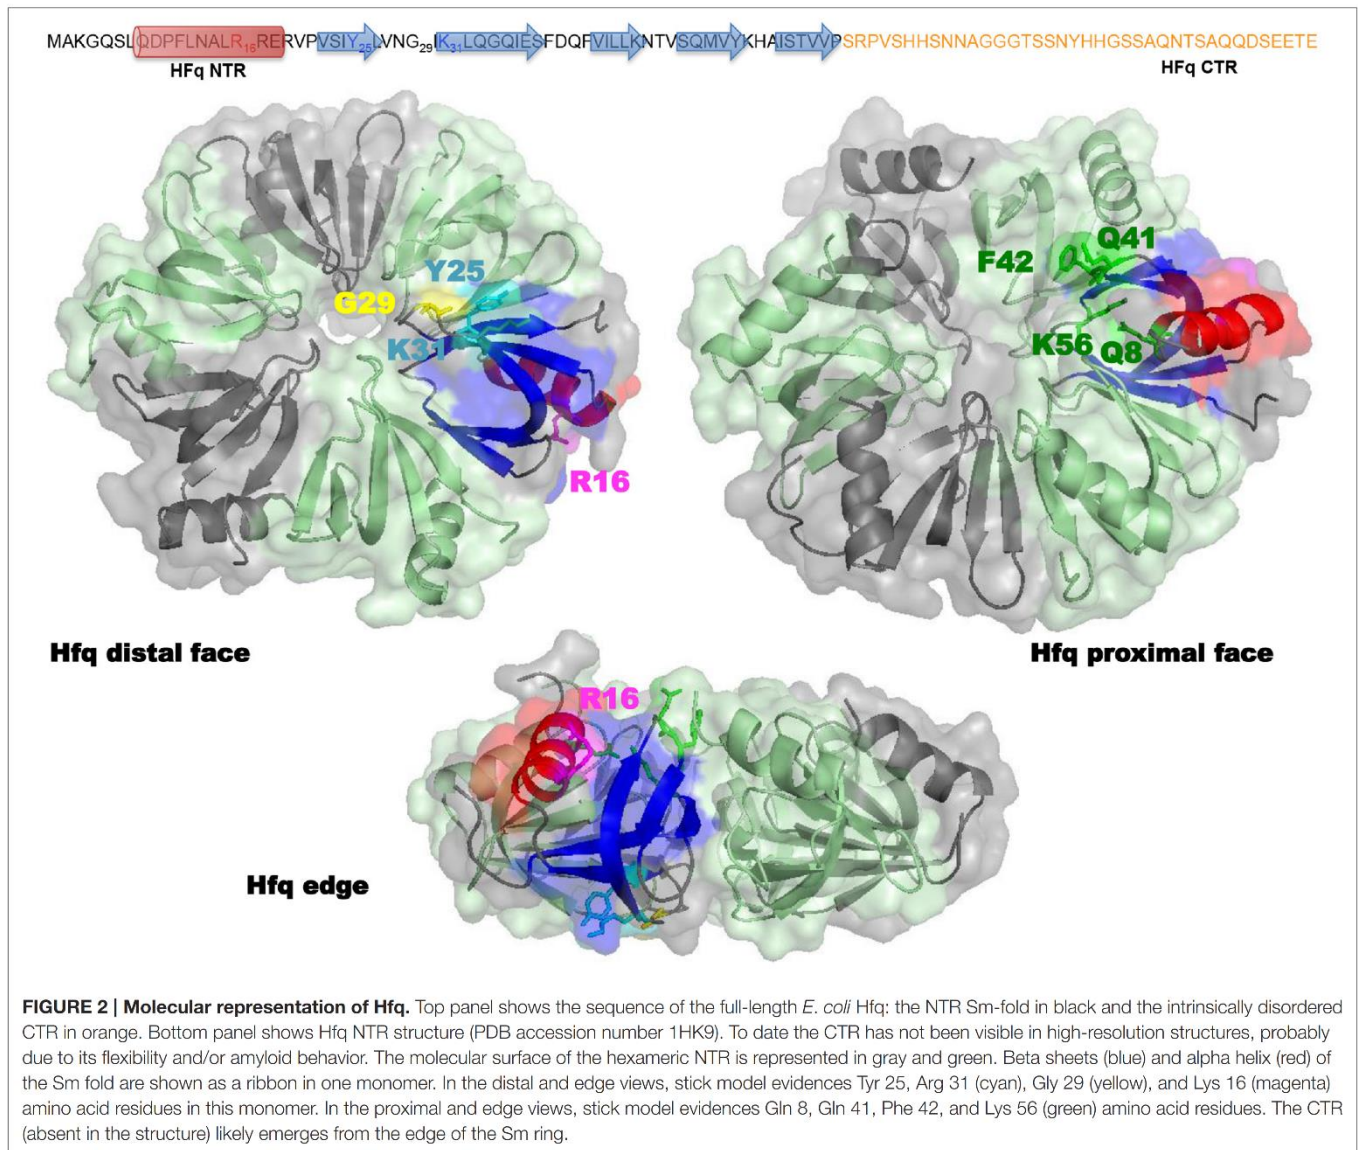 MAKGQSLQDPFLNALR16RERVPVSIY25LVNG29IK31LQGQIESFDQFVILLKNTVSQMVYKHAISTVVPSRPVSHHSNNAGGGTSSNYHHGSSAQNTSAQQDSEETE
HFq NTR
HFq CTR
Y25
G29
K31
R16
Q41
F42
K56
Q8
Hfq distal face
Hfq proximal face
R16
Hfq edge
FIGURE 2 | Molecular representation of Hfq. Top panel shows the sequence of the full-length E. coli Hfq: the NTR Sm-fold in black and the intrinsically disordered
CTR in orange. Bottom panel shows Hfq NTR structure (PDB accession number 1HK9). To date the CTR has not been visible in high-resolution structures, probably
due to its flexibility and/or amyloid behavior. The molecular surface of the hexameric NTR is represented in gray and green. Beta sheets (blue) and alpha helix (red) of
the Sm fold are shown as a ribbon in one monomer. In the distal and edge views, stick model evidences Tyr 25, Arg 31 (cyan), Gly 29 (yellow), and Lys 16 (magenta)
amino acid residues in this monomer. In the proximal and edge views, stick model evidences Gln 8, Gln 41, Phe 42, and Lys 56 (green) amino acid residues. The CTR
(absent in the structure) likely emerges from the edge of the Sm ring.